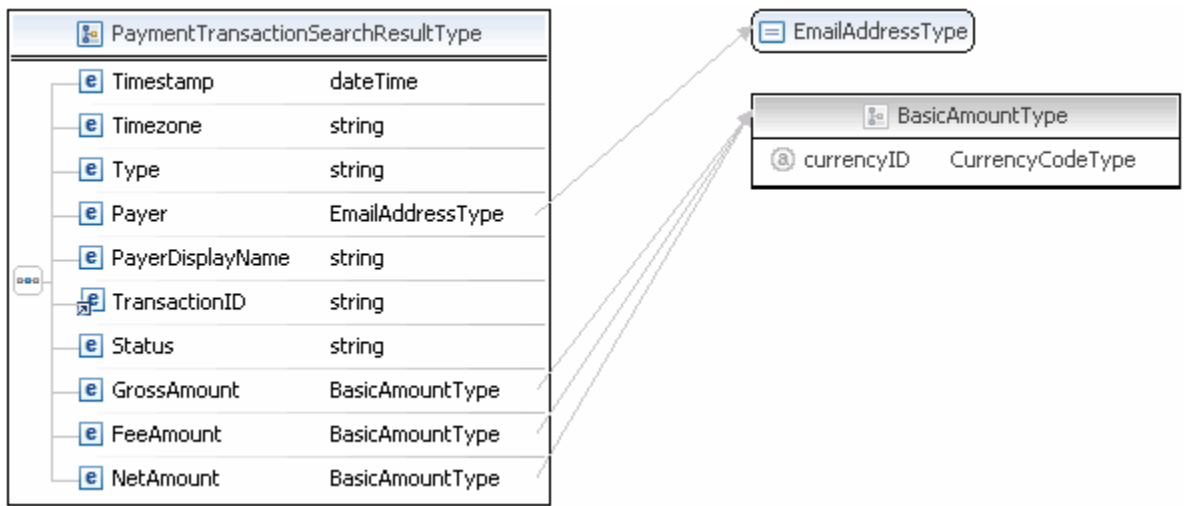 PaymentTransactionSearchResultType
e Timestamp dateTime
e Timezone string
e Type string
e Payer EmailAddressType
e PayerDisplayName string
e TransactionID string
e Status string
e GrossAmount BasicAmountType
e FeeAmount BasicAmountType
e NetAmount BasicAmountType
EmailAddressType
BasicAmountType
a currencyID CurrencyCodeType